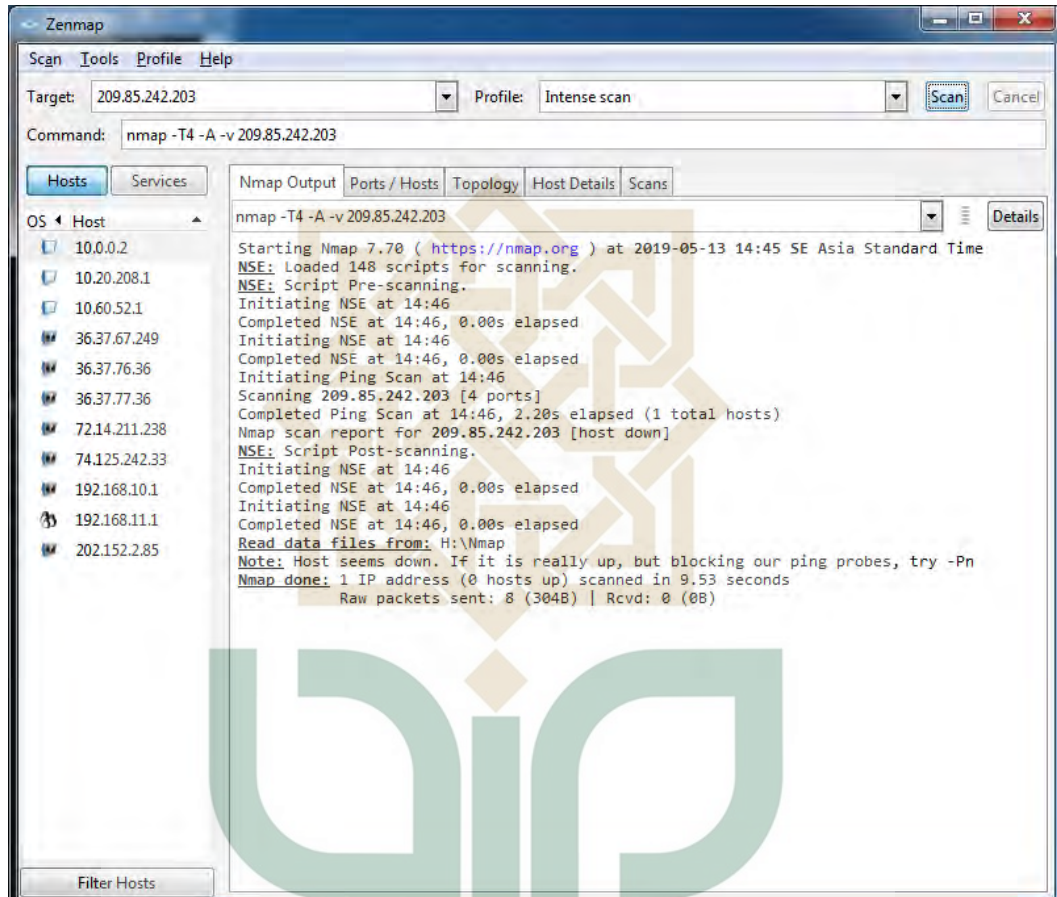 Zenmap
Scan Tools Profile Help
Target: 209.85.242.203 Profile: Intense scan Scan Cancel
Command: nmap -T4 -A -v 209.85.242.203
Hosts Services
Nmap Output Ports / Hosts Topology Host Details Scans
OS Host
10.0.0.2
10.20.208.1
10.60.52.1
36.37.67.249
36.37.76.36
36.37.77.36
72.14.211.238
74.125.242.33
192.168.10.1
192.168.11.1
202.152.2.85
Filter Hosts
nmap -T4 -A -v 209.85.242.203 Details
Starting Nmap 7.70 ( https://nmap.org ) at 2019-05-13 14:45 SE Asia Standard Time
NSE: Loaded 148 scripts for scanning.
NSE: Script Pre-scanning.
Initiating NSE at 14:46
Completed NSE at 14:46, 0.00s elapsed
Initiating NSE at 14:46
Completed NSE at 14:46, 0.00s elapsed
Initiating Ping Scan at 14:46
Scanning 209.85.242.203 [4 ports]
Completed Ping Scan at 14:46, 2.20s elapsed (1 total hosts)
Nmap scan report for 209.85.242.203 [host down]
NSE: Script Post-scanning.
Initiating NSE at 14:46
Completed NSE at 14:46, 0.00s elapsed
Initiating NSE at 14:46
Completed NSE at 14:46, 0.00s elapsed
Read data files from: H:\Nmap
Note: Host seems down. If it is really up, but blocking our ping probes, try -Pn
Nmap done: 1 IP address (0 hosts up) scanned in 9.53 seconds
Raw packets sent: 8 (304B) | Rcvd: 0 (0B)